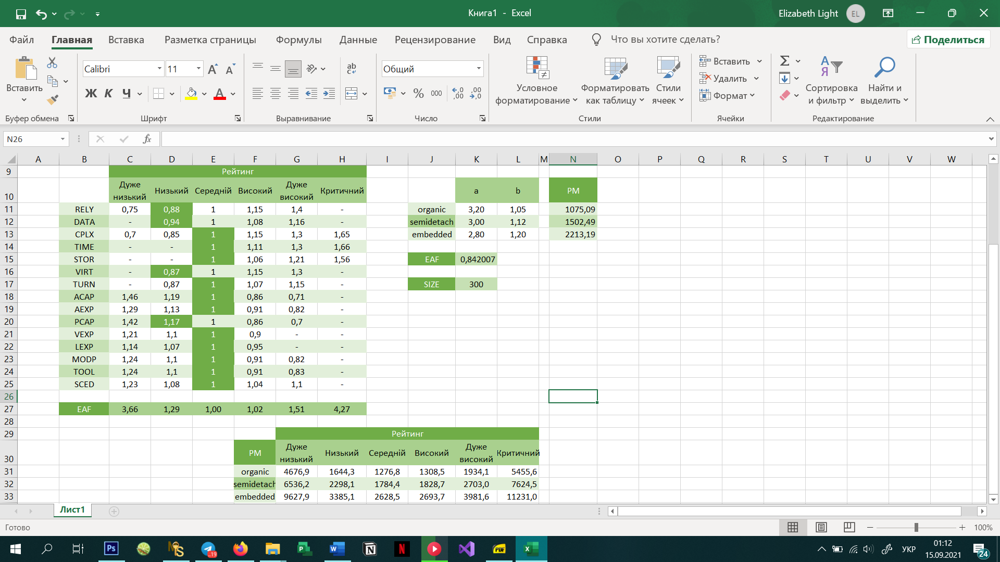 Книга1 - Excel
Elizabeth Light
EL
Файл
Главная
Вставка
Разметка страницы
Формулы
Данные
Рецензирование
Вид
Справка
Что вы хотите сделать?
Поделиться
Вставить
Calibri
11
Ж К Ч
Общий
Условное форматирование
Форматировать как таблицу
Стили ячеек
Вставить
Удалить
Формат
Сортировка и фильтр
Найти и выделить
Буфер обмена
Шрифт
Выравнивание
Число
Стили
Ячейки
Редактирование
N26
fx
A B C D E F G H I J K L M N O P Q R S T U V W
9 Рейтинг
10 Дуже низький Низький Середній Високий Дуже високий Критичний a b PM
11 RELY 0,75 0,88 1 1,15 1,4 - organic 3,20 1,05 1075,09
12 DATA - 0,94 1 1,08 1,16 - semidetach 3,00 1,12 1502,49
13 CPLX 0,7 0,85 1 1,15 1,3 1,65 embedded 2,80 1,20 2213,19
14 TIME - - 1 1,11 1,3 1,66
15 STOR - - 1 1,06 1,21 1,56 EAF 0,842007
16 VIRT - 0,87 1 1,15 1,3 -
17 TURN - 0,87 1 1,07 1,15 - SIZE 300
18 ACAP 1,46 1,19 1 0,86 0,71 -
19 AEXP 1,29 1,13 1 0,91 0,82 -
20 PCAP 1,42 1,17 1 0,86 0,7 -
21 VEXP 1,21 1,1 1 0,9 - -
22 LEXP 1,14 1,07 1 0,95 - -
23 MODP 1,24 1,1 1 0,91 0,82 -
24 TOOL 1,24 1,1 1 0,91 0,83 -
25 SCED 1,23 1,08 1 1,04 1,1 -
26
27 EAF 3,66 1,29 1,00 1,02 1,51 4,27
28
29 Рейтинг
30 PM Дуже низький Низький Середній Високий Дуже високий Критичний
31 organic 4676,9 1644,3 1276,8 1308,5 1934,1 5455,6
32 semidetach 6536,2 2298,1 1784,4 1828,7 2703,0 7624,5
33 embedded 9627,9 3385,1 2628,5 2693,7 3981,6 11231,0
Лист1
Готово
100%
УКР
01:12
15.09.2021
24